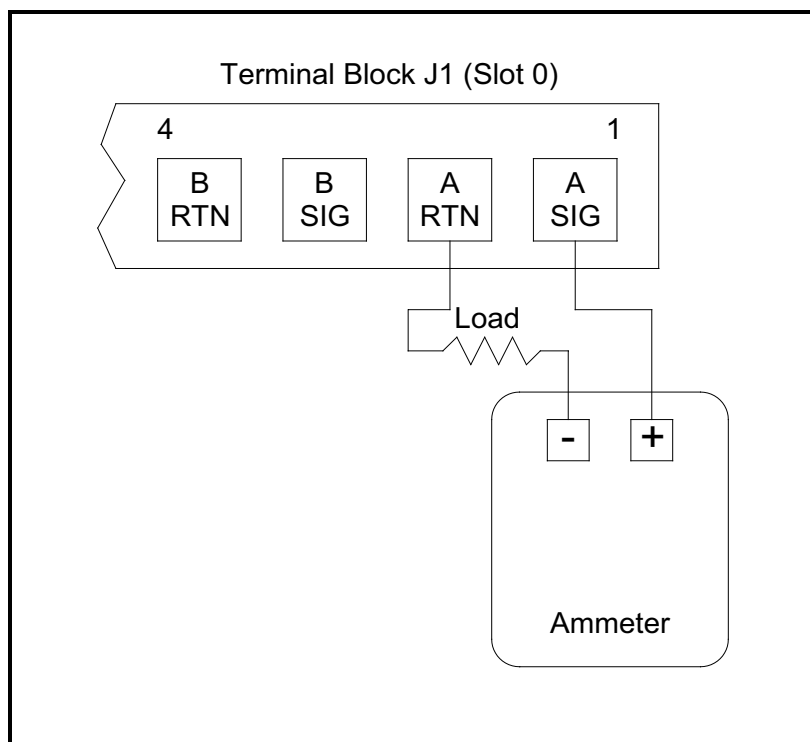 Terminal Block J1 (Slot 0)
4 1
B RTN B SIG A RTN A SIG
Load
- +
Ammeter